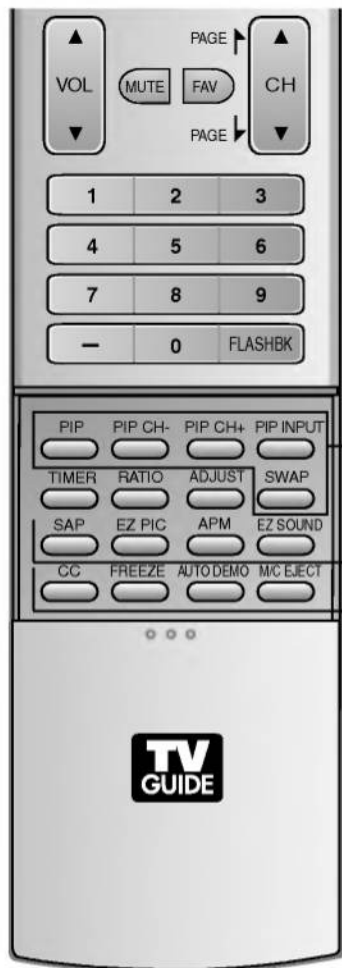 PAGE
VOL MUTE FAV CH
PAGE
1 2 3
4 5 6
7 8 9
— 0 FLASHBK
PIP PIP CH- PIP CH+ PIP INPUT
TIMER RATIO ADJUST SWAP
SAP EZ PIC APM EZ SOUND
CC FREEZE AUTO DEMO M/C EJECT
TV
GUIDE